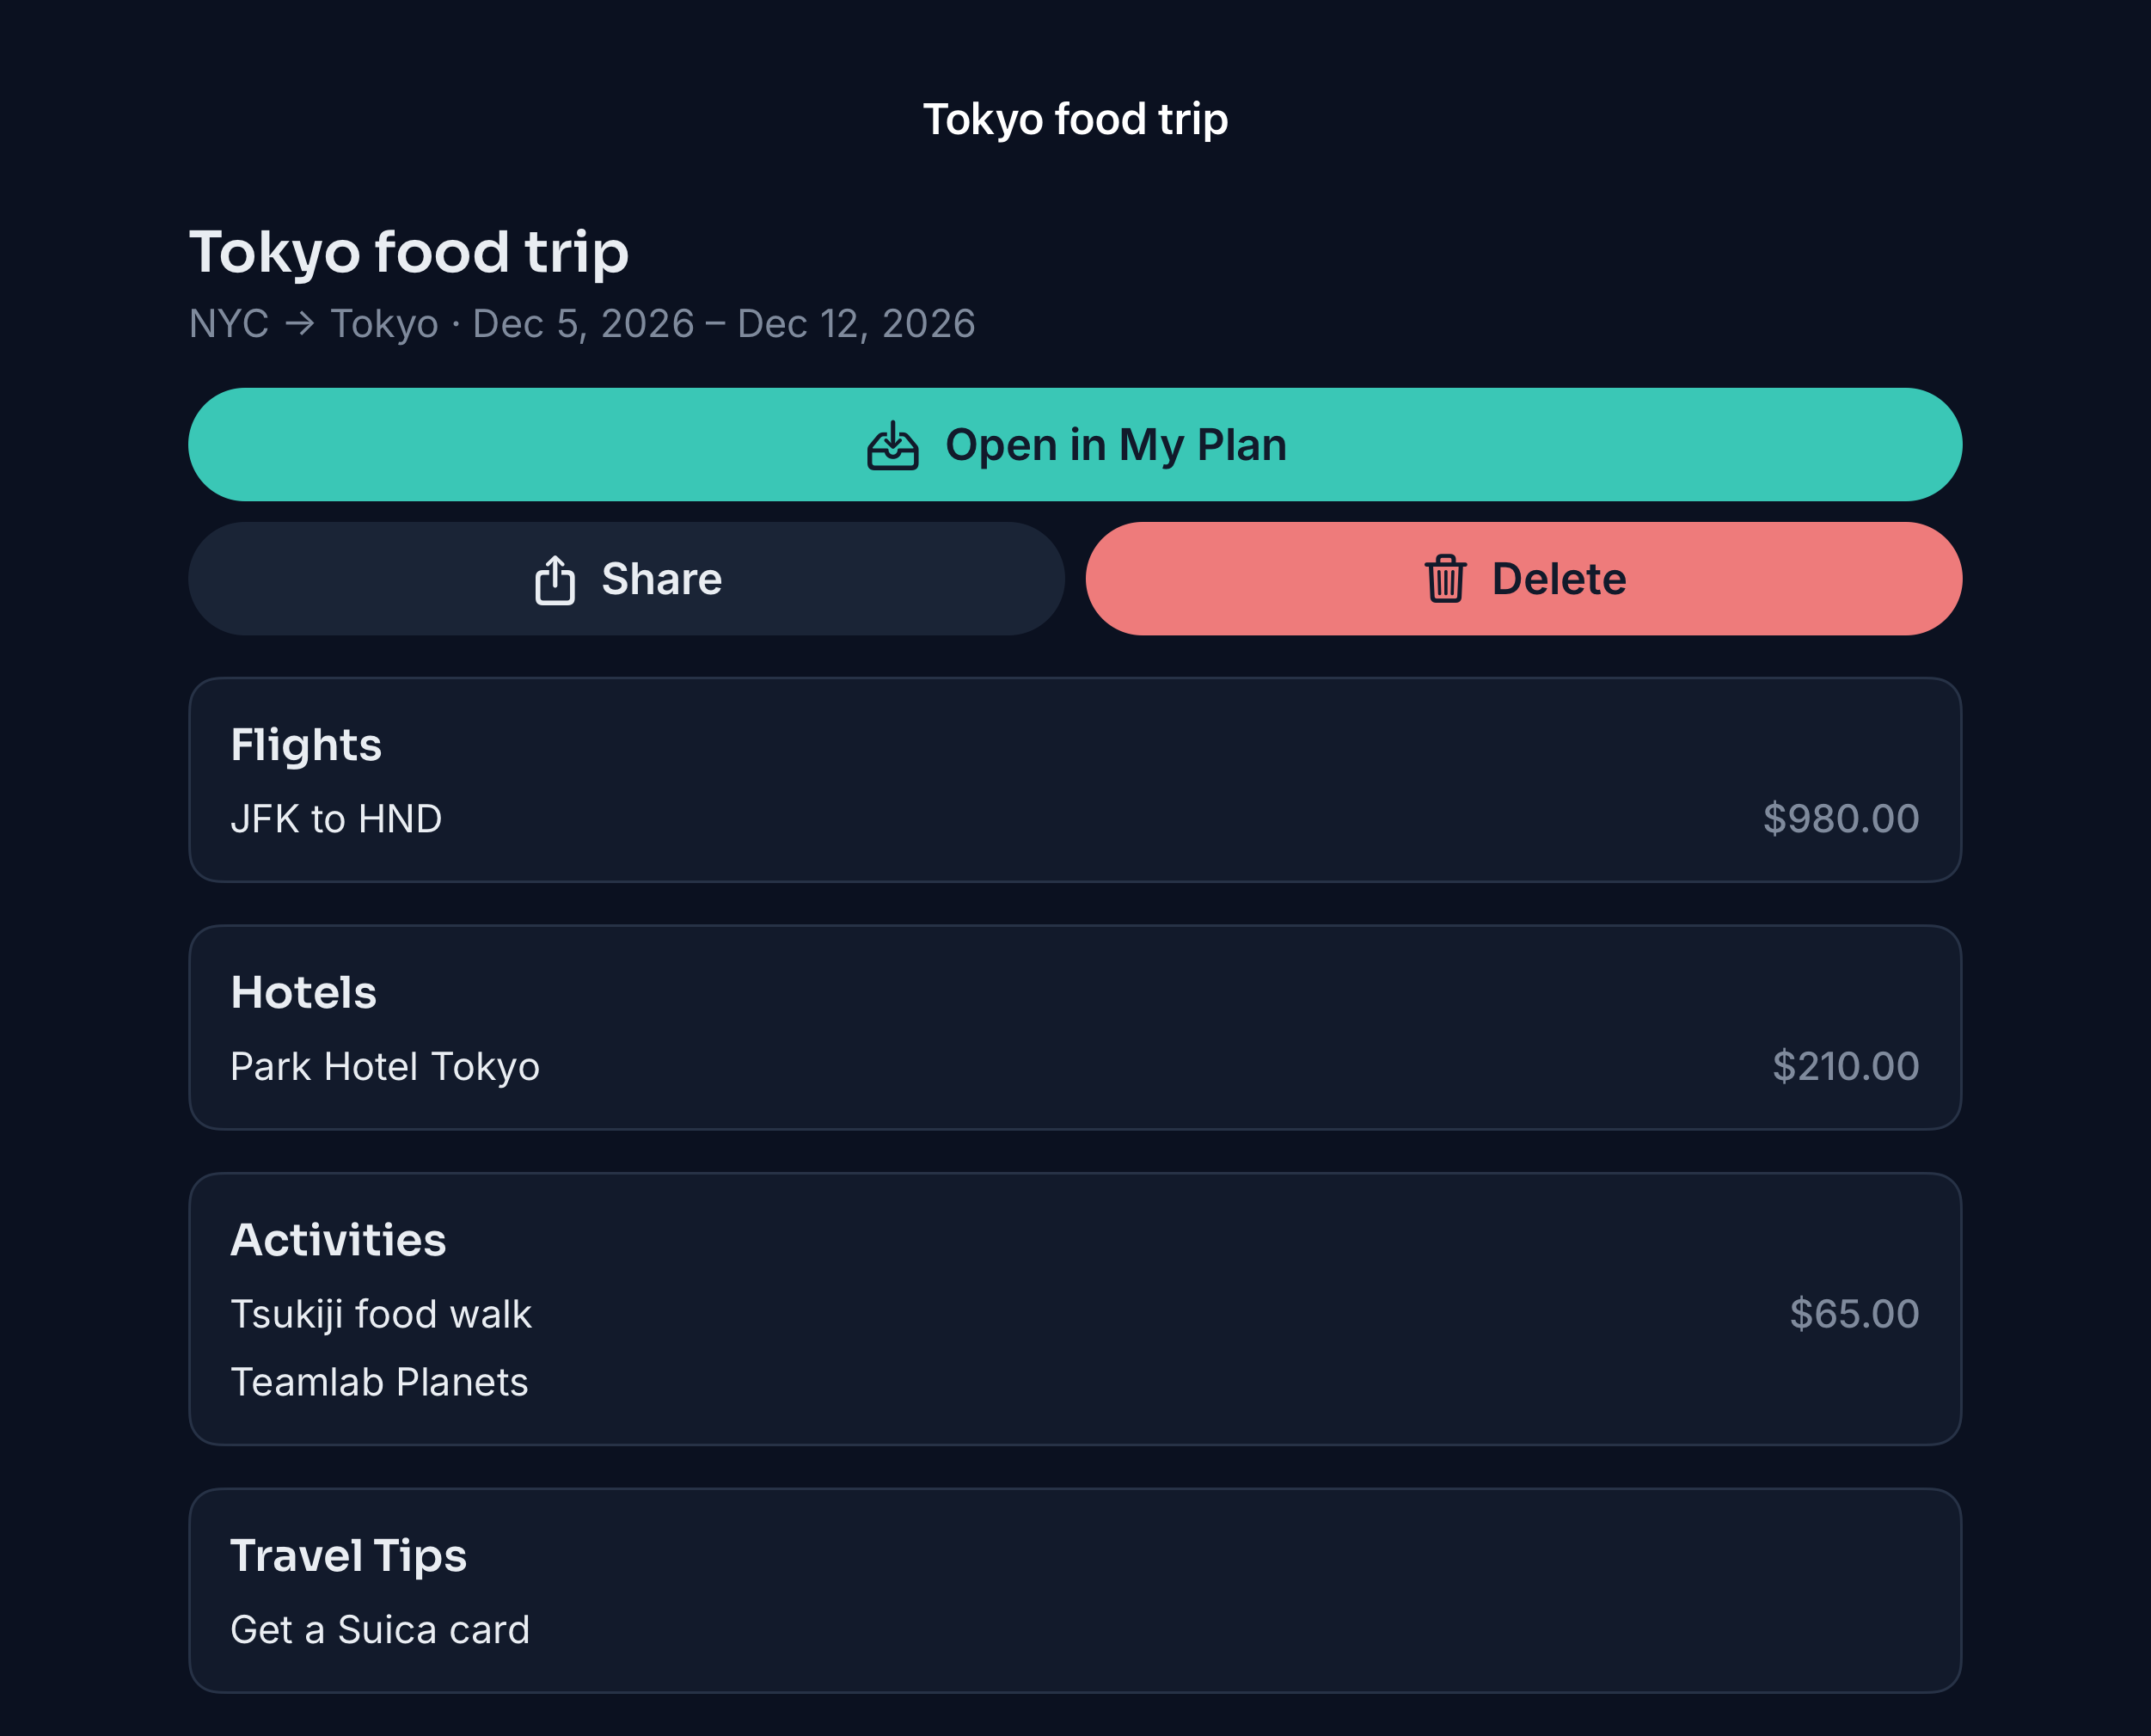 Tokyo food trip
Tokyo food trip
NYC → Tokyo · Dec 5, 2026 – Dec 12, 2026
Open in My Plan
Share Delete
Flights
JFK to HND $980.00
Hotels
Park Hotel Tokyo $210.00
Activities
Tsukiji food walk $65.00
Teamlab Planets
Travel Tips
Get a Suica card